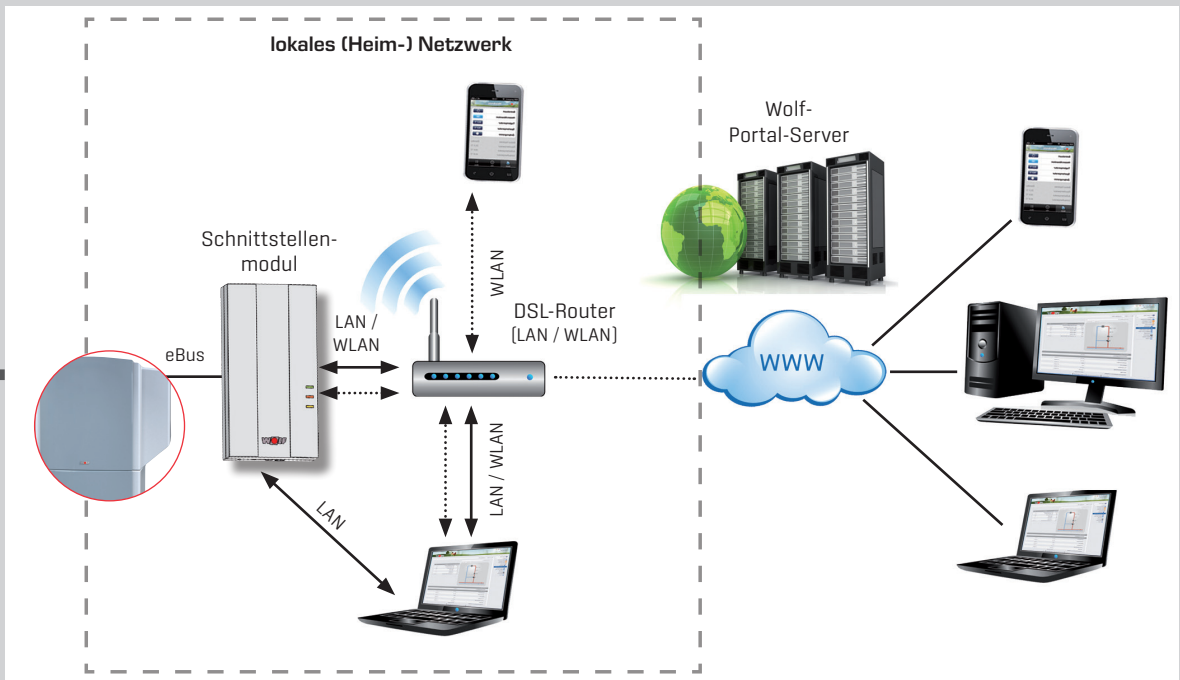 lokales (Heim-) Netzwerk
Wolf-
Portal-Server
Schnittstellen-
modul
WLAN
LAN /
WLAN
DSL-Router
(LAN / WLAN)
eBus
WWW
WOLF
LAN / WLAN
LAN